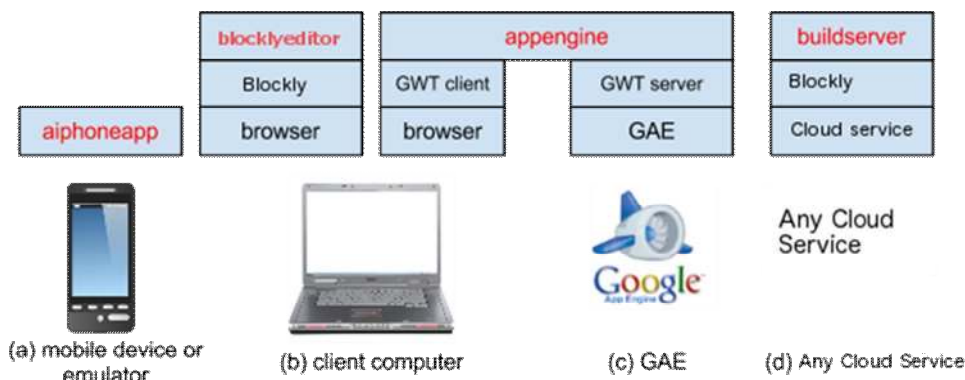 blocklyeditor
appengine
buildserver
Blockly
GWT client
GWT server
Blockly
aiphoneapp
browser
browser
GAE
Cloud service
Any Cloud
Service
Google
App Engine
(a) mobile device or
emulator
(b) client computer
(c) GAE
(d) Any Cloud Service